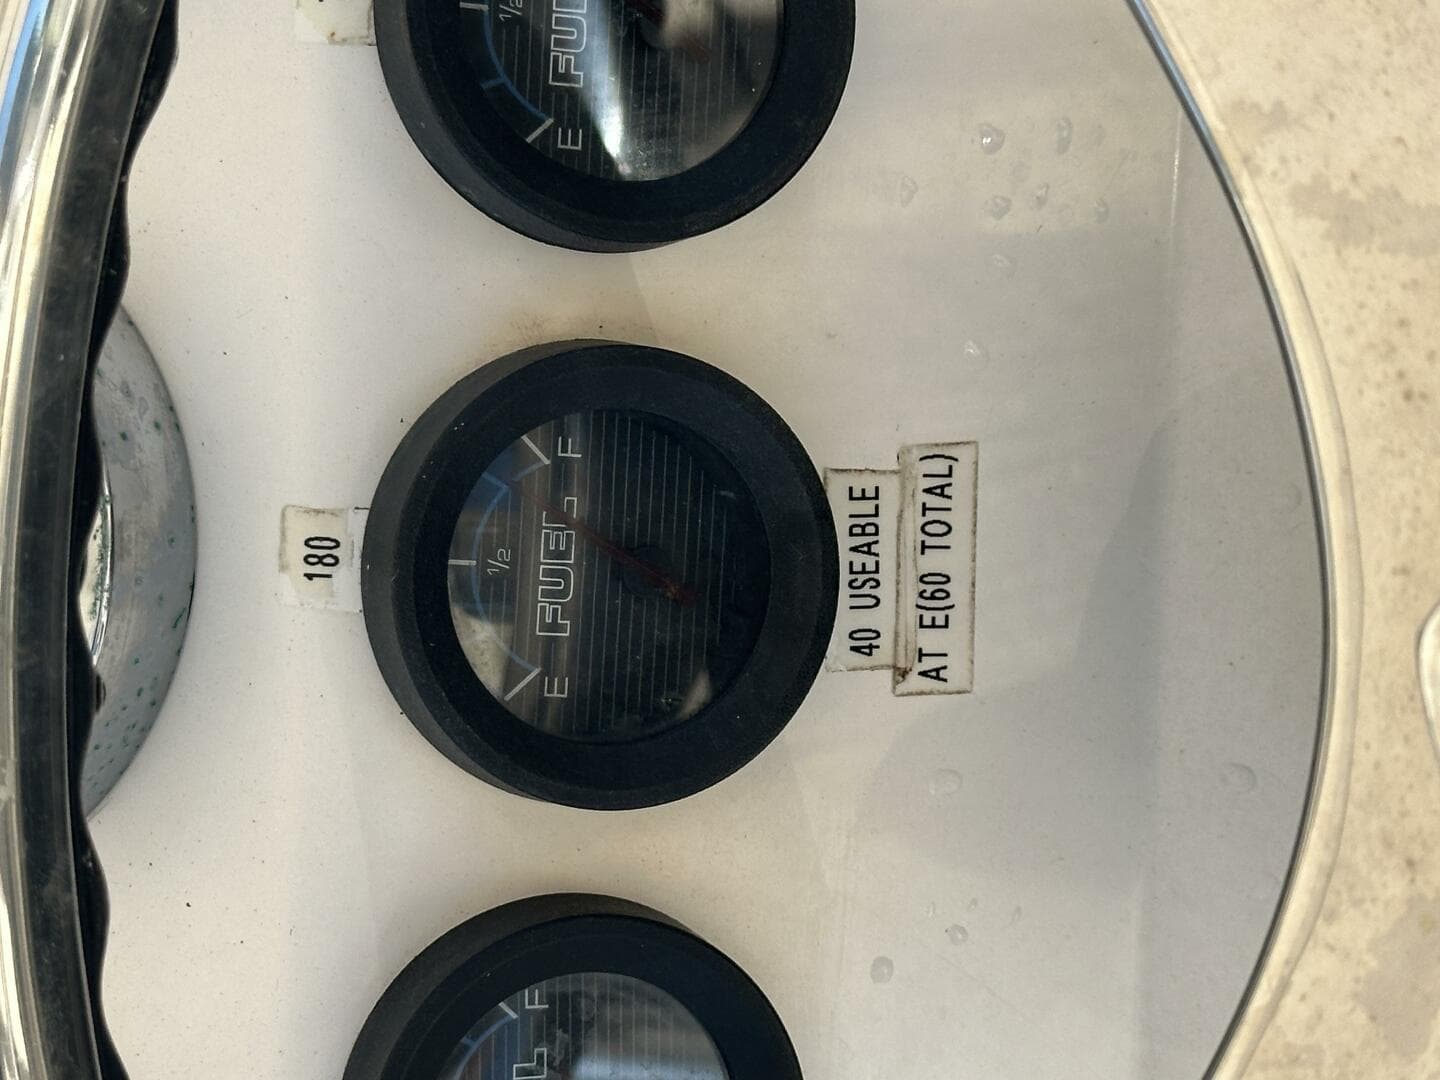 1/2
E FUEL
180
E FUEL F
1/2
40 USEABLE
AT E(60 TOTAL)
F